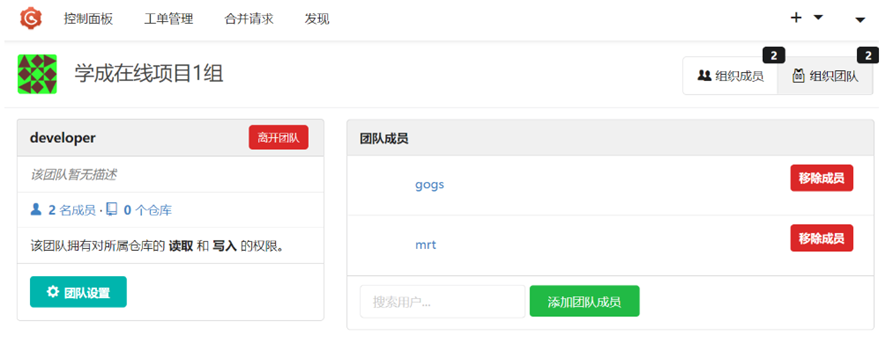 控制面板 工单管理 合并请求 发现
学成在线项目1组
2 2
组织成员 组织团队
developer 离开团队
该团队暂无描述
2 名成员 · 0 个仓库
该团队拥有对所属仓库的 读取 和 写入 的权限。
团队设置
团队成员
gogs 移除成员
mrt 移除成员
搜索用户... 添加团队成员